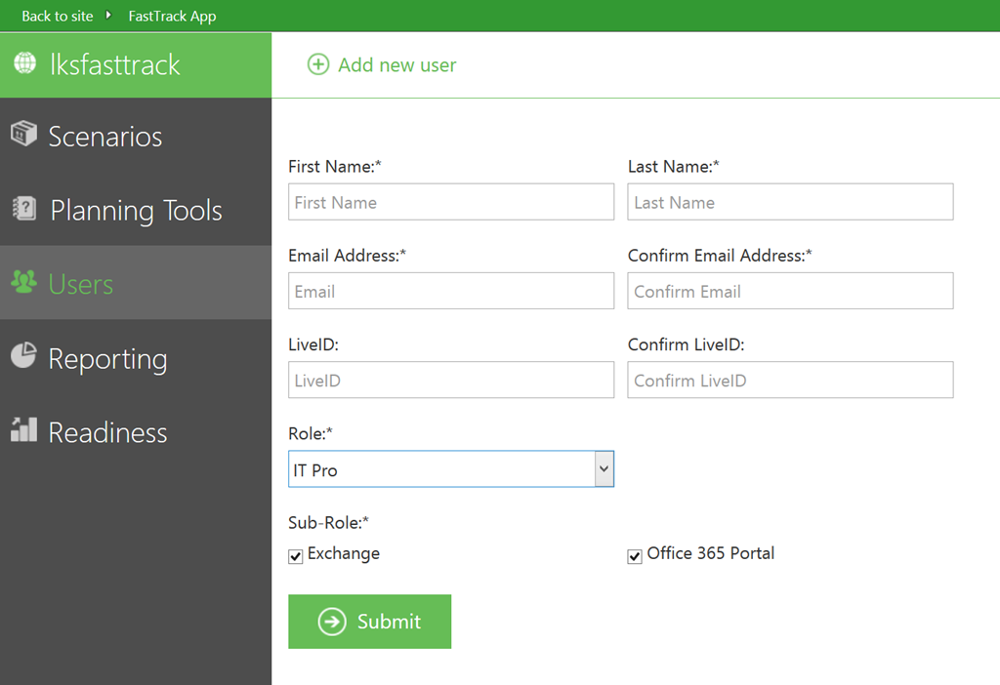 Back to site FastTrack App
lksfasttrack
Add new user
Scenarios
Planning Tools
Users
Reporting
Readiness
First Name:* Last Name:*
First Name Last Name
Email Address:* Confirm Email Address:*
Email Confirm Email
LiveID: Confirm LiveID:
LiveID Confirm LiveID
Role:*
IT Pro
Sub-Role:*
Exchange Office 365 Portal
Submit